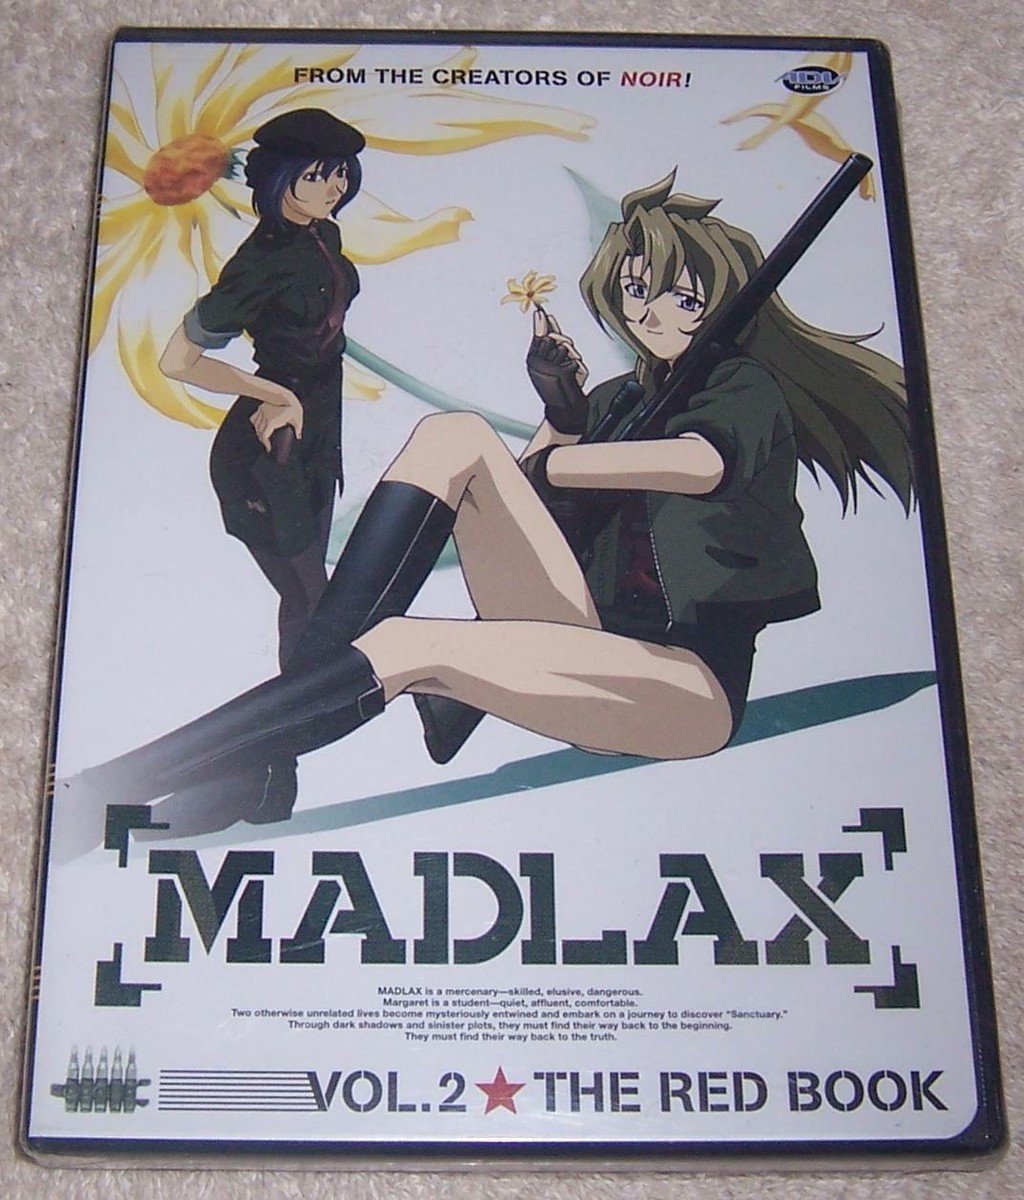 FROM THE CREATORS OF NOIR!
ADV
FILMS
MADLAX
MADLAX is a mercenary—skilled, elusive, dangerous.
Margaret is a student—quiet, affluent, comfortable.
Two otherwise unrelated lives become mysteriously entwined and embark on a journey to discover "Sanctuary."
Through dark shadows and sinister plots, they must find their way back to the beginning.
They must find their way back to the truth.
VOL.2 ★ THE RED BOOK